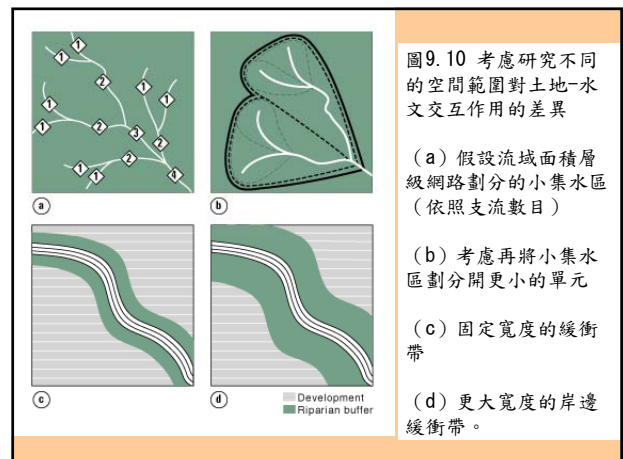 1
1
1
1
2
1
1
2
3
2
1
2
1
4
1
a
b
c
d
Development
Riparian buffer
圖9.10 考慮研究不同
的空間範圍對土地-水
文交互作用的差異
(a)假設流域面積層
級網路劃分的小集水區
(依照支流數目)
(b)考慮再將小集水
區劃分開更小的單元
(c)固定寬度的緩衝
帶
(d)更大寬度的岸邊
緩衝帶。